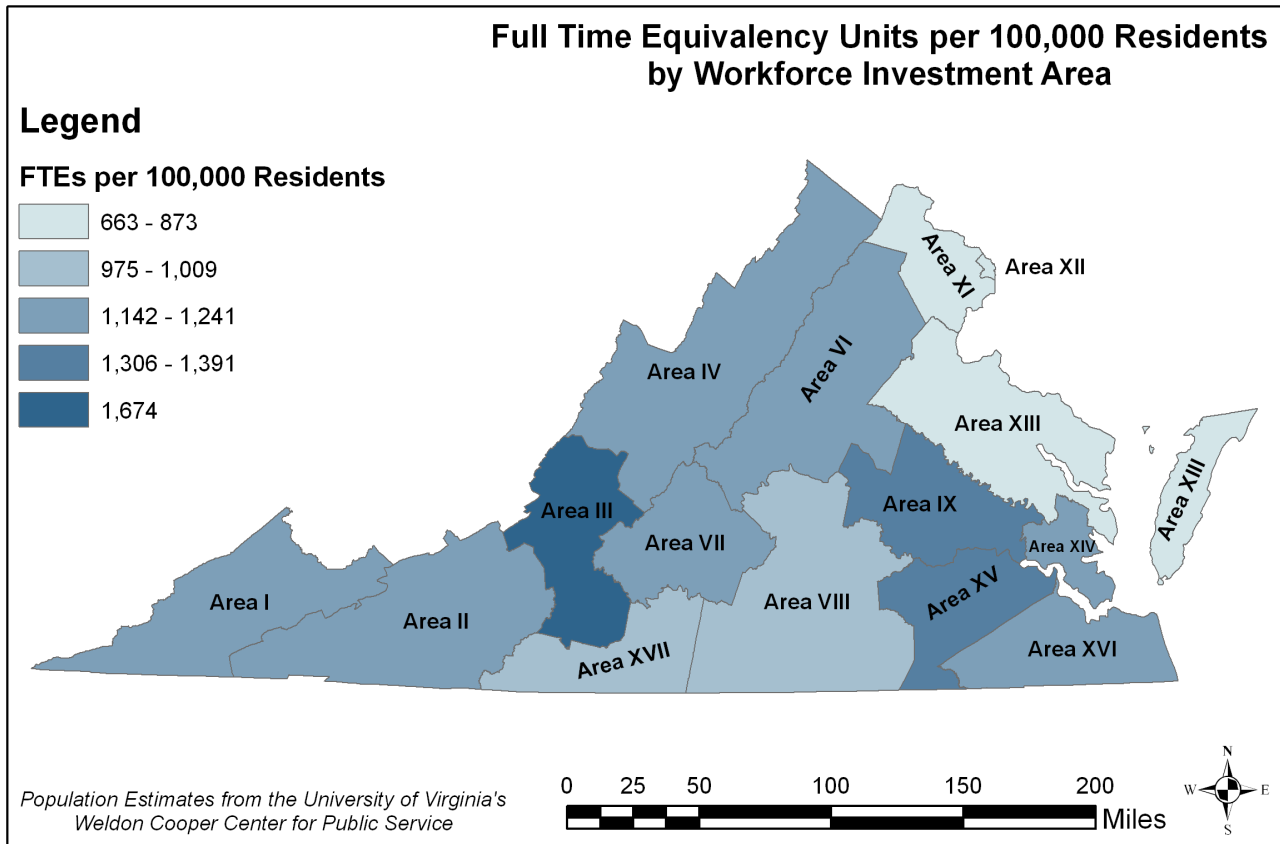 Full Time Equivalency Units per 100,000 Residents
by Workforce Investment Area
Legend
FTEs per 100,000 Residents
663 - 873
975 - 1,009
1,142 - 1,241
1,306 - 1,391
1,674
Area XI
Area XII
Area VI
Area IV
Area XIII
Area XIII
Area III
Area IX
Area VII
Area XIV
Area I
Area II
Area VIII
Area XV
Area XVII
Area XVI
Population Estimates from the University of Virginia's
Weldon Cooper Center for Public Service
0 25 50 100 150 200
Miles
N
W E
S